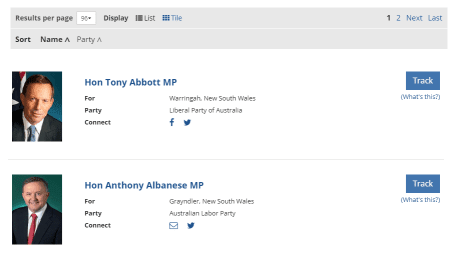 Results per page 96 Display List Tile 1 2 Next Last
Sort Name ∧ Party ∧
Hon Tony Abbott MP Track
For Warringah, New South Wales (What's this?)
Party Liberal Party of Australia
Connect
Hon Anthony Albanese MP Track
For Grayndler, New South Wales (What's this?)
Party Australian Labor Party
Connect